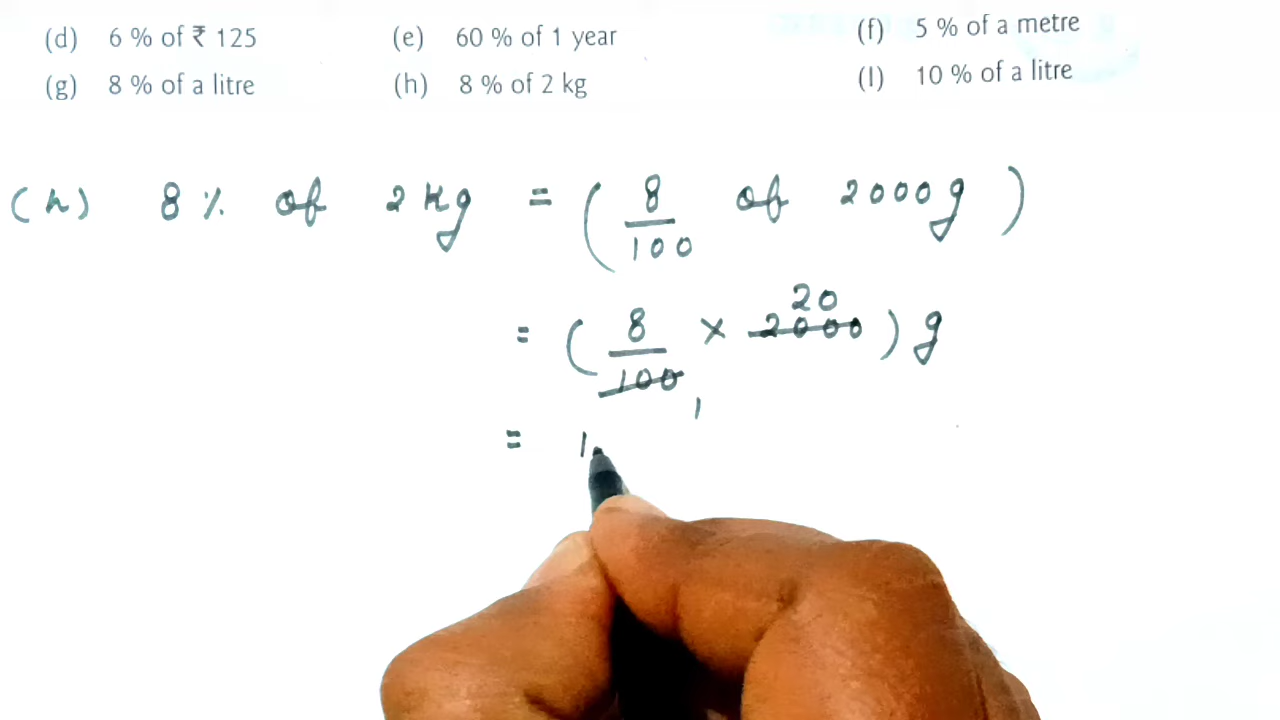 (d) 6 % of ₹ 125 (e) 60 % of 1 year (f) 5 % of a metre
(g) 8 % of a litre (h) 8 % of 2 kg (l) 10 % of a litre
(h) 8 % of 2 kg = ( 8/100 of 2000 g )
20
= ( 8/100 × 2000 ) g
1
= 1